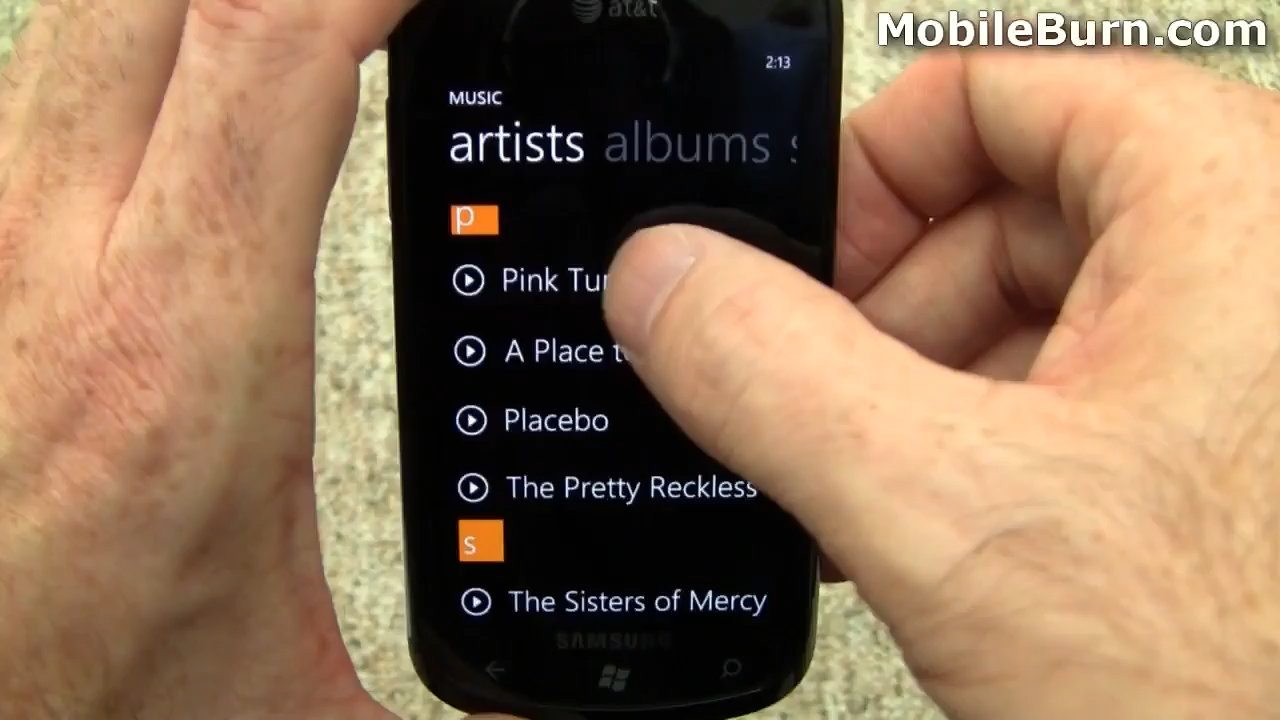 at&t
MobileBurn.com
2:13
MUSIC
artists albums
p
Pink
A Place
Placebo
The Pretty Reckless
s
The Sisters of Mercy
SAMSUNG